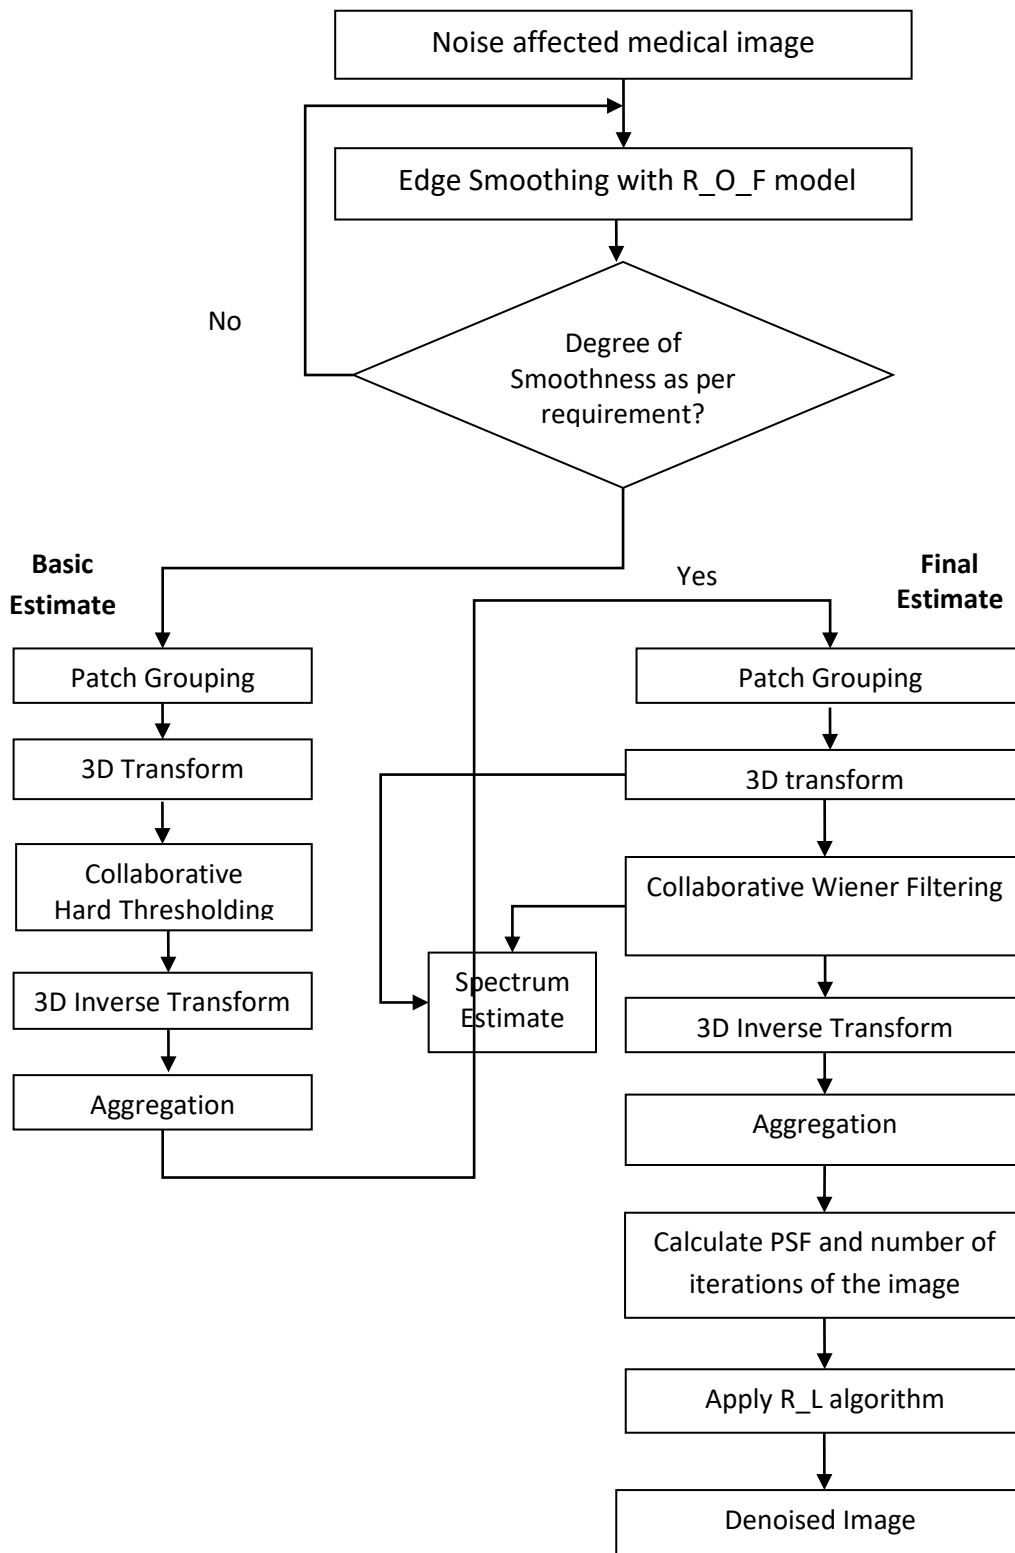 Noise affected medical image
Edge Smoothing with R_O_F model
No
Degree of
Smoothness as per
requirement?
Basic
Estimate
Yes
Final
Estimate
Patch Grouping
3D Transform
Collaborative
Hard Thresholding
3D Inverse Transform
Aggregation
Spectrum
Estimate
Patch Grouping
3D transform
Collaborative Wiener Filtering
3D Inverse Transform
Aggregation
Calculate PSF and number of
iterations of the image
Apply R_L algorithm
Denoised Image